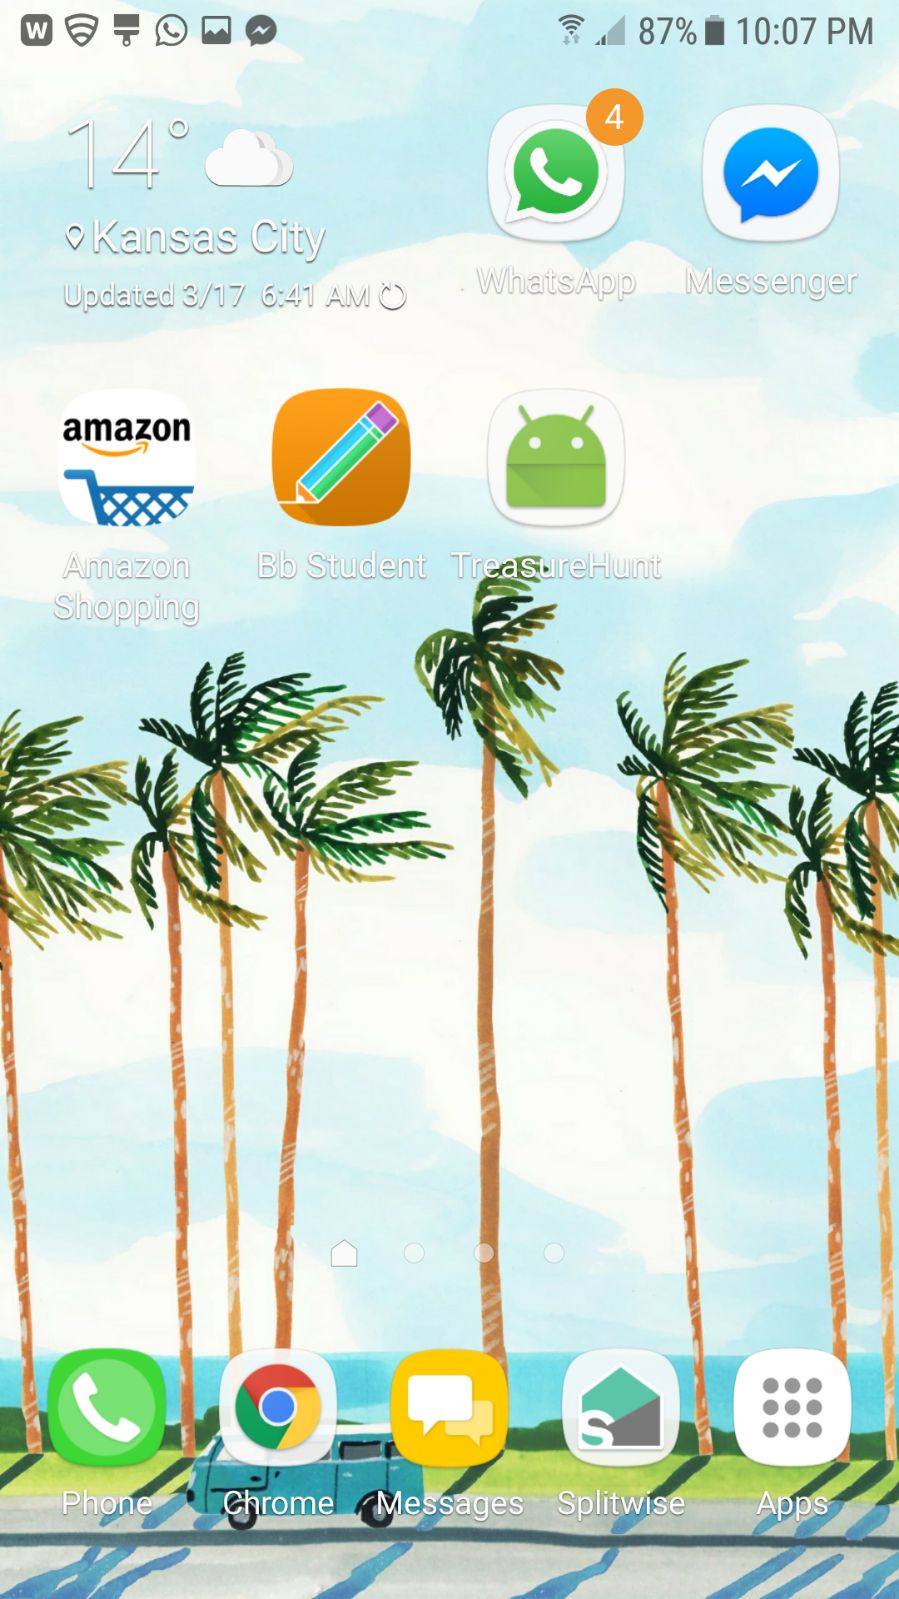 W 87% 10:07 PM
14°
Kansas City
Updated 3/17 6:41 AM
4
WhatsApp
Messenger
amazon
Amazon Shopping
Bb Student
TreasureHunt
S
Phone
Chrome
Messages
Splitwise
Apps